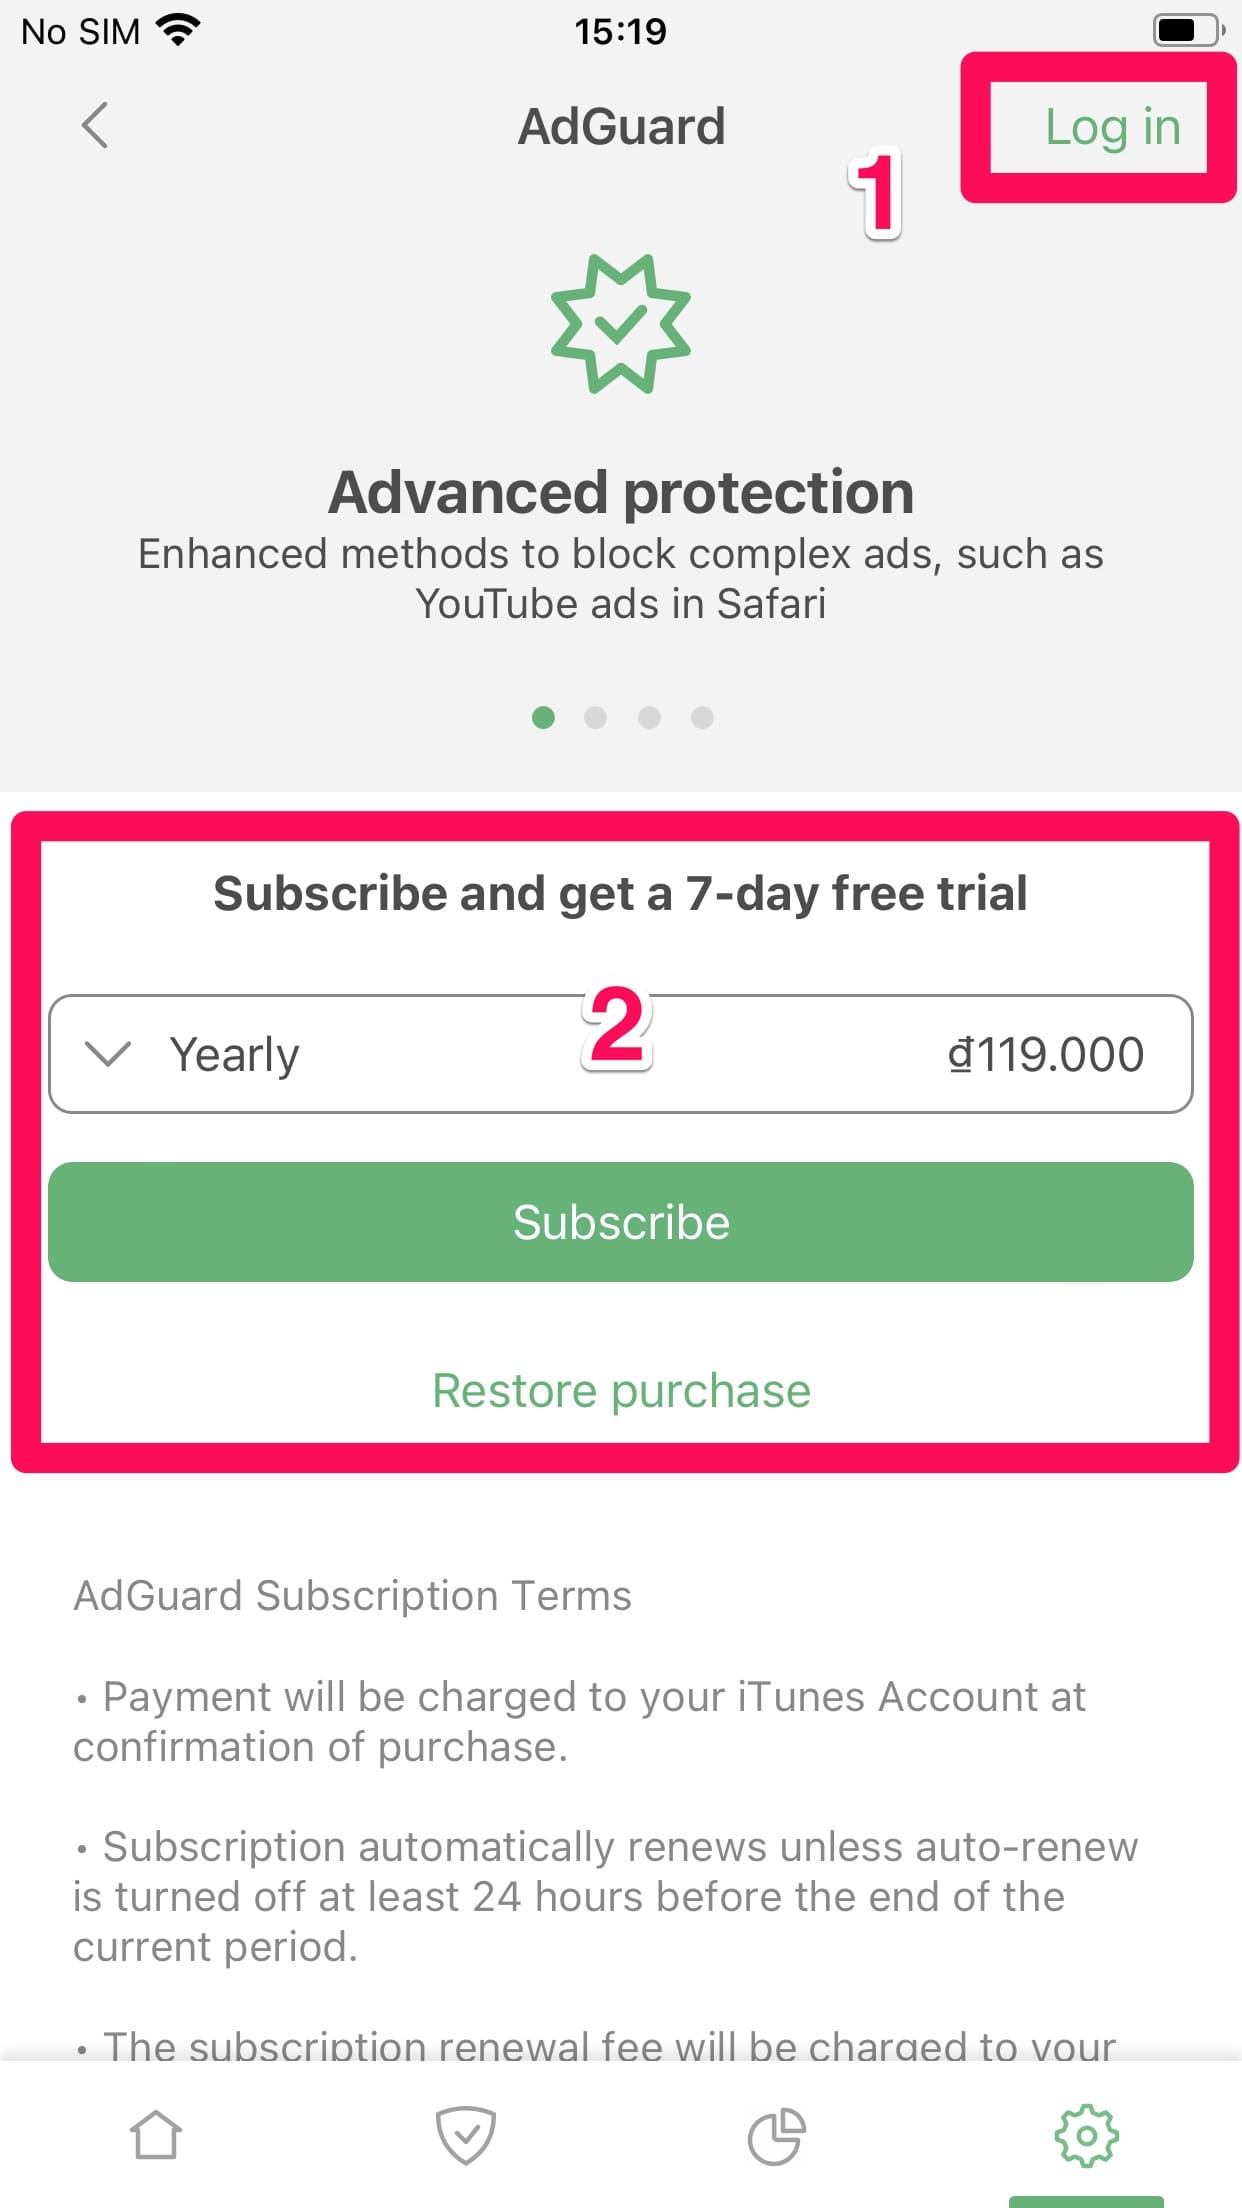 No SIM
15:19
AdGuard
Log in
1
Advanced protection
Enhanced methods to block complex ads, such as
YouTube ads in Safari
Subscribe and get a 7-day free trial
2
Yearly
₫119.000
Subscribe
Restore purchase
AdGuard Subscription Terms
• Payment will be charged to your iTunes Account at
confirmation of purchase.
• Subscription automatically renews unless auto-renew
is turned off at least 24 hours before the end of the
current period.
• The subscription renewal fee will be charged to your